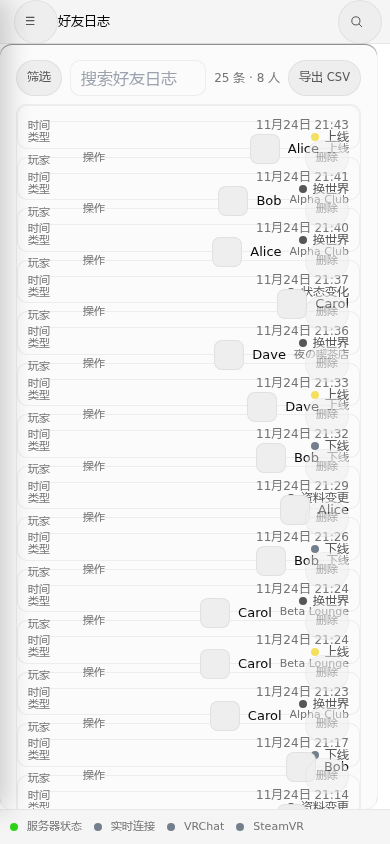 ☰ 好友日志
筛选 搜索好友日志 25 条 · 8 人 导出 CSV
时间 11月24日 21:43
类型 上线
玩家 Alice 上线
操作 删除
时间 11月24日 21:41
类型 换世界
玩家 Bob Alpha Club
操作 删除
时间 11月24日 21:40
类型 换世界
玩家 Alice Alpha Club
操作 删除
时间 11月24日 21:37
类型 状态变化
玩家 Carol
操作 删除
时间 11月24日 21:36
类型 换世界
玩家 Dave 夜の喫茶店
操作 删除
时间 11月24日 21:33
类型 上线
玩家 Dave 上线
操作 删除
时间 11月24日 21:32
类型 下线
玩家 Bob 下线
操作 删除
时间 11月24日 21:29
类型 资料变更
玩家 Alice
操作 删除
时间 11月24日 21:26
类型 下线
玩家 Bob 下线
操作 删除
时间 11月24日 21:24
类型 换世界
玩家 Carol Beta Lounge
操作 删除
时间 11月24日 21:24
类型 上线
玩家 Carol Beta Lounge
操作 删除
时间 11月24日 21:23
类型 换世界
玩家 Carol Alpha Club
操作 删除
时间 11月24日 21:17
类型 下线
玩家 Bob
操作 删除
时间 11月24日 21:14
类型 资料变更
服务器状态 实时连接 VRChat SteamVR